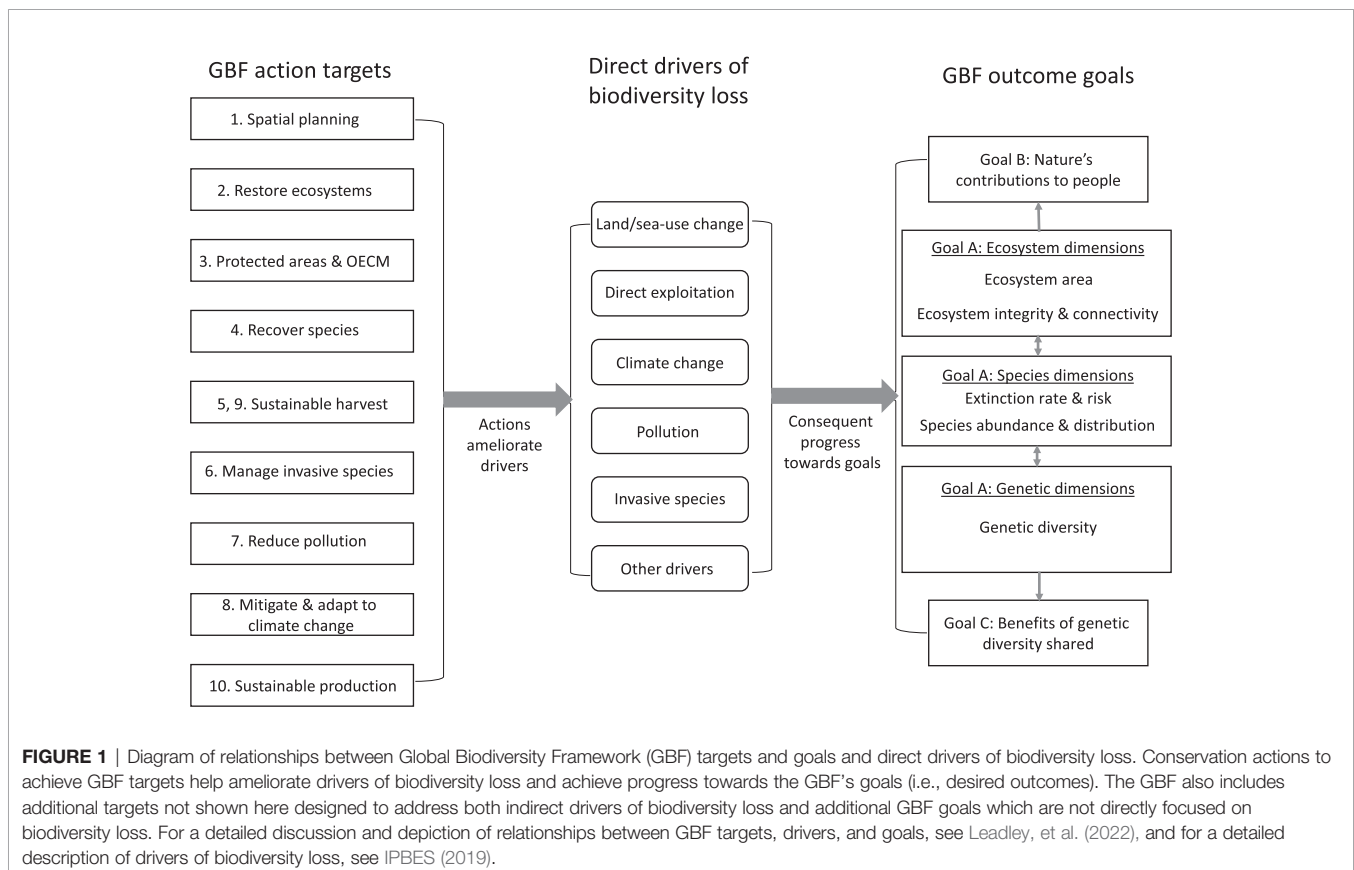 GBF action targets
1. Spatial planning
2. Restore ecosystems
3. Protected areas & OECM
4. Recover species
5, 9. Sustainable harvest
6. Manage invasive species
7. Reduce pollution
8. Mitigate & adapt to
climate change
10. Sustainable production
Actions
ameliorate
drivers
Direct drivers of
biodiversity loss
Land/sea-use change
Direct exploitation
Climate change
Pollution
Invasive species
Other drivers
Consequent
progress
towards goals
GBF outcome goals
Goal B: Nature’s
contributions to people
Goal A: Ecosystem dimensions
Ecosystem area
Ecosystem integrity & connectivity
Goal A: Species dimensions
Extinction rate & risk
Species abundance & distribution
Goal A: Genetic dimensions
Genetic diversity
Goal C: Benefits of genetic
diversity shared
FIGURE 1 | Diagram of relationships between Global Biodiversity Framework (GBF) targets and goals and direct drivers of biodiversity loss. Conservation actions to
achieve GBF targets help ameliorate drivers of biodiversity loss and achieve progress towards the GBF’s goals (i.e., desired outcomes). The GBF also includes
additional targets not shown here designed to address both indirect drivers of biodiversity loss and additional GBF goals which are not directly focused on
biodiversity loss. For a detailed discussion and depiction of relationships between GBF targets, drivers, and goals, see Leadley, et al. (2022), and for a detailed
description of drivers of biodiversity loss, see IPBES (2019).